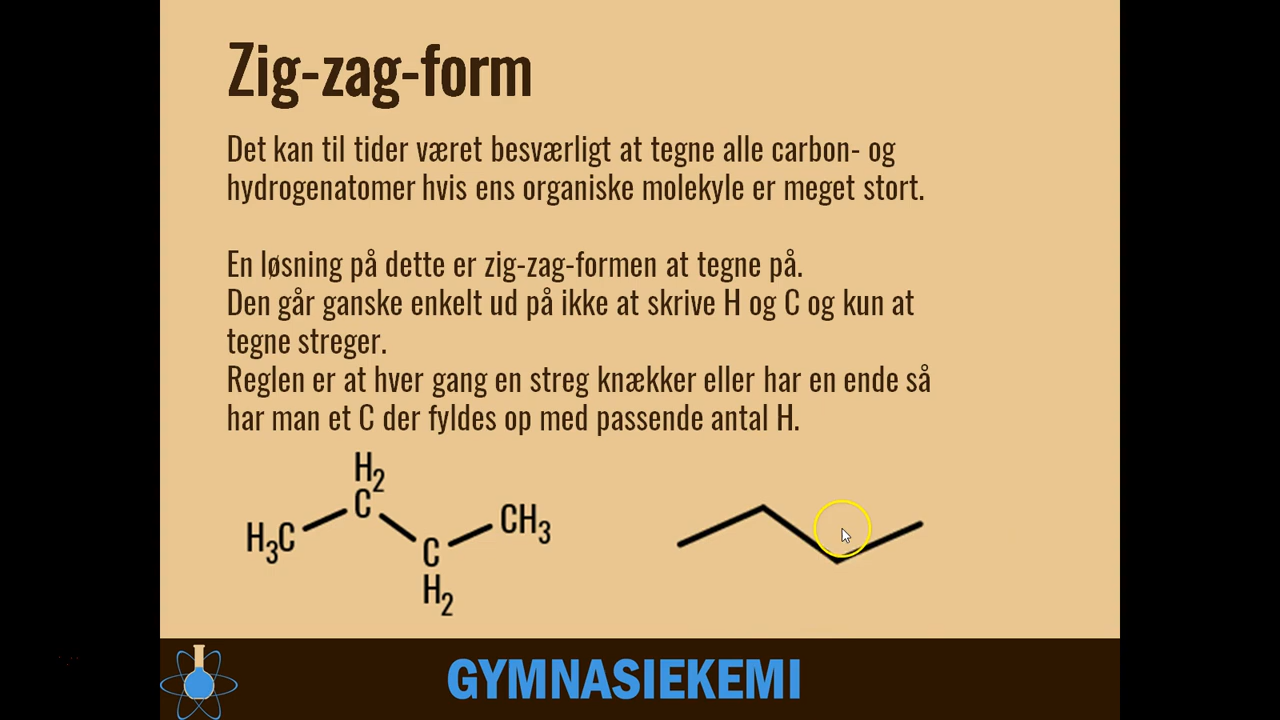 Zig-zag-form
Det kan til tider været besværligt at tegne alle carbon- og
hydrogenatomer hvis ens organiske molekyle er meget stort.
En løsning på dette er zig-zag-formen at tegne på.
Den går ganske enkelt ud på ikke at skrive H og C og kun at
tegne streger.
Reglen er at hver gang en streg knækker eller har en ende så
har man et C der fyldes op med passende antal H.
H₂
C
H₃C
CH₃
C
H₂
GYMNASIEKEMI